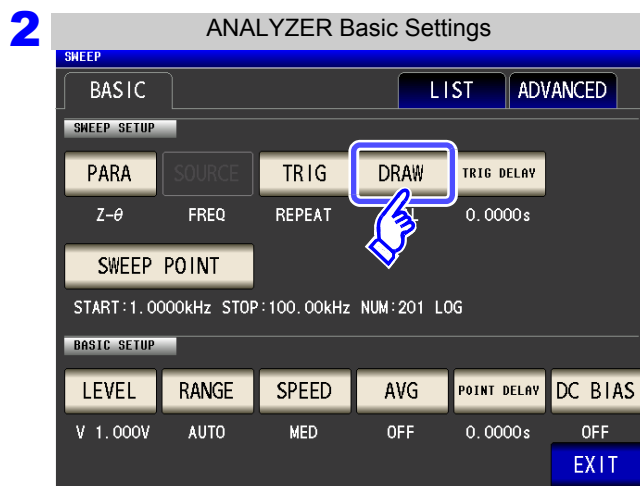 2
ANALYZER Basic Settings
SWEEP
BASIC LIST ADVANCED
SWEEP SETUP
PARA SOURCE TRIG DRAW TRIG DELAY
Z-θ FREQ REPEAT 0.0000s
SWEEP POINT
START:1.0000kHz STOP:100.00kHz NUM:201 LOG
BASIC SETUP
LEVEL RANGE SPEED AVG POINT DELAY DC BIAS
V 1.000V AUTO MED OFF 0.0000s OFF
EXIT